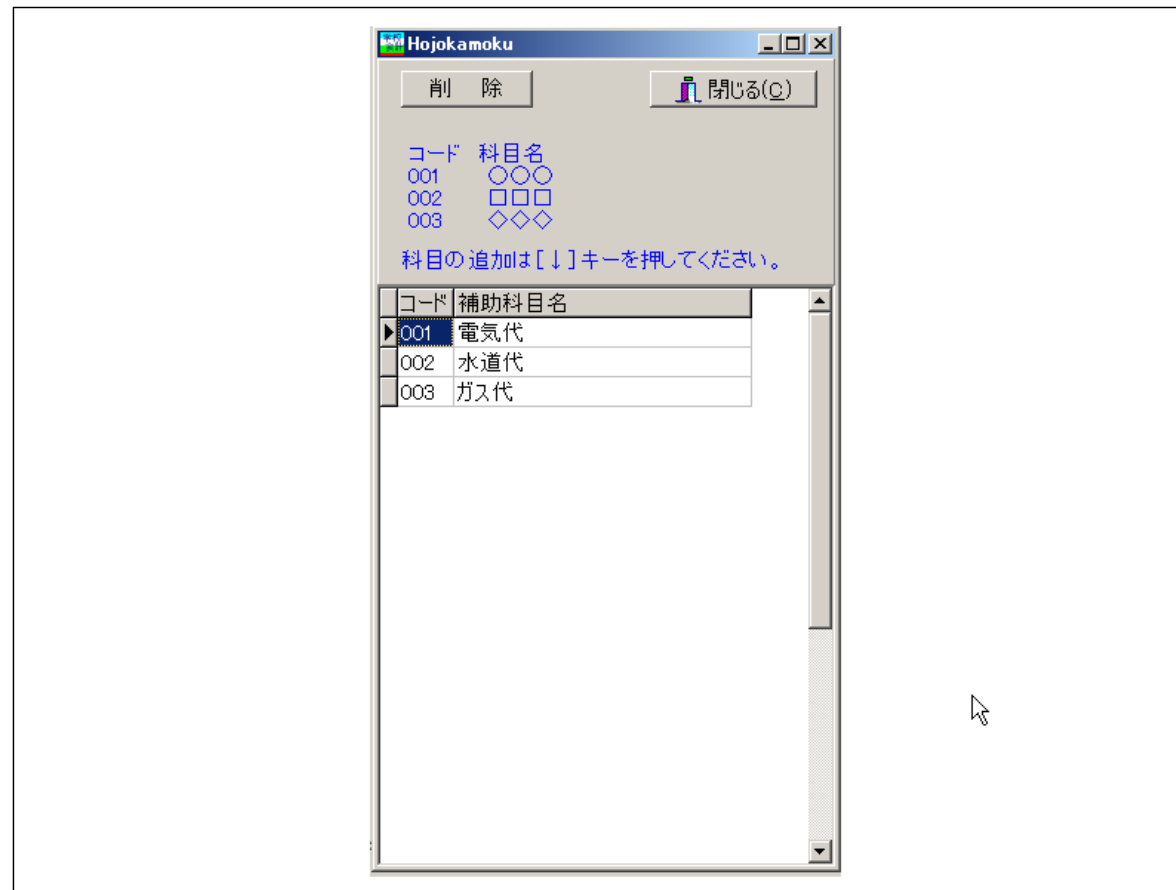 Hojokamoku
削　除　閉じる(C)
コード 科目名
001 ○○○
002 □□□
003 ◇◇◇
科目の追加は[↓]キーを押してください。
コード 補助科目名
001 電気代
002 水道代
003 ガス代